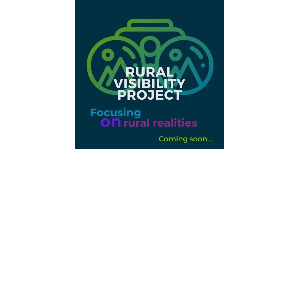 RURAL
VISIBILITY
PROJECT
Focusing
on rural realities
Coming soon...